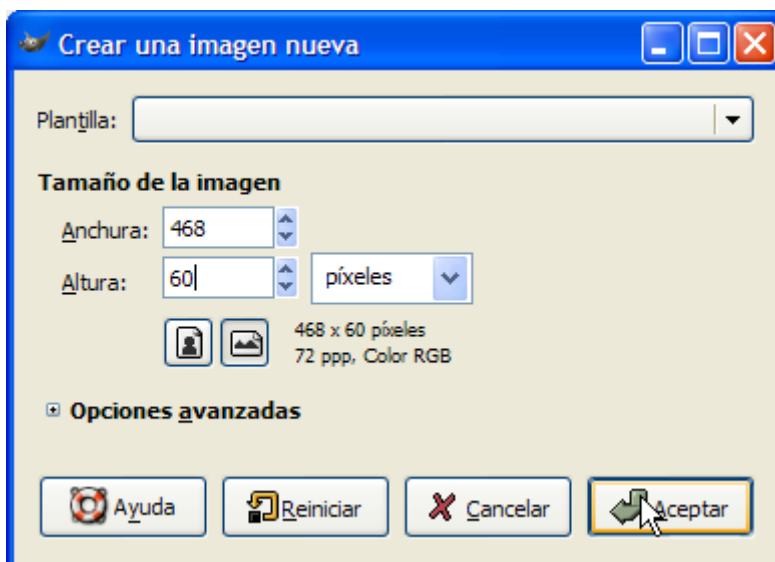 Crear una imagen nueva
Plantilla:
Tamaño de la imagen
Anchura: 468
Altura: 60 píxeles
468 x 60 píxeles
72 ppp, Color RGB
Opciones avanzadas
Ayuda Reiniciar Cancelar Aceptar